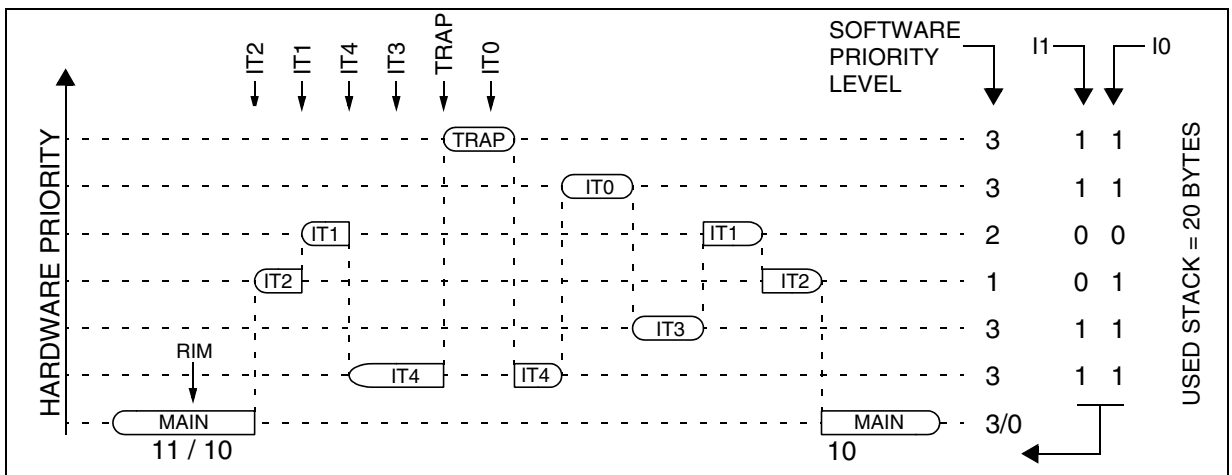 IT2
IT1
IT4
IT3
TRAP
IT0
SOFTWARE
PRIORITY
LEVEL
I1
I0
HARDWARE PRIORITY
USED STACK = 20 BYTES
TRAP
3
1 1
IT0
3
1 1
IT1
IT1
2
0 0
IT2
IT2
1
0 1
IT3
3
1 1
RIM
IT4
IT4
3
1 1
MAIN
MAIN
3/0
11 / 10
10